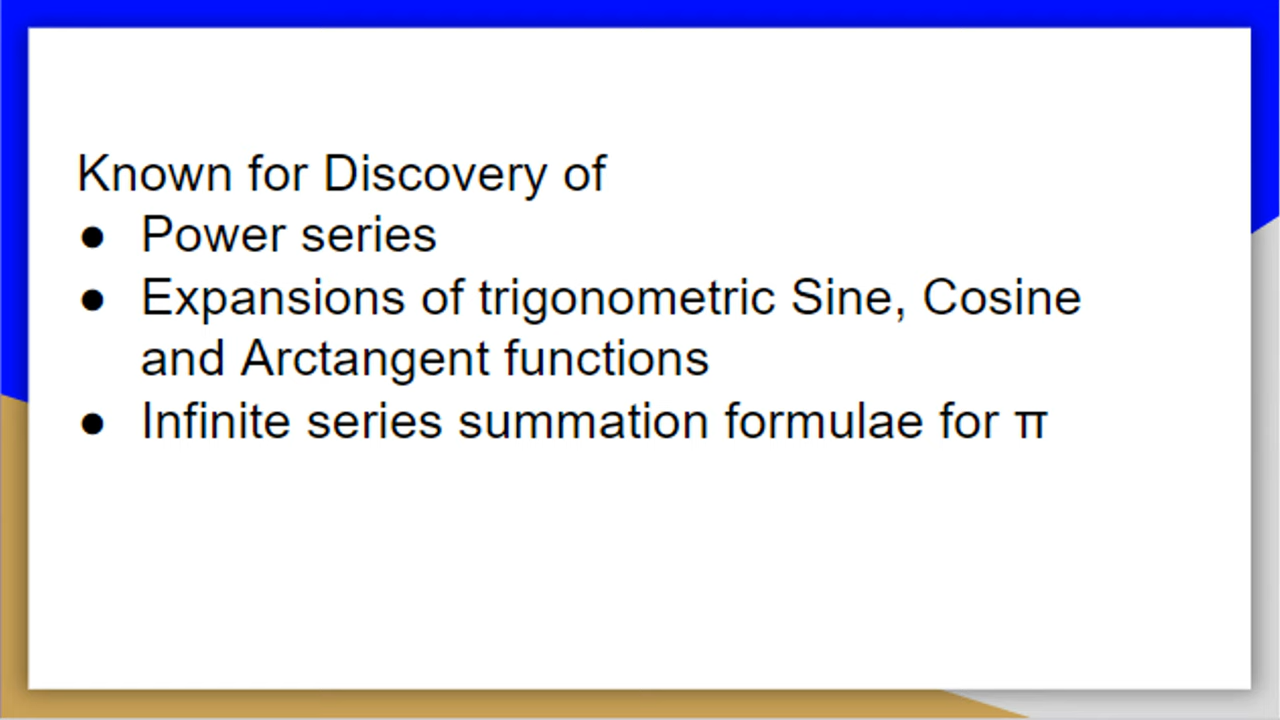 Known for Discovery of
● Power series
● Expansions of trigonometric Sine, Cosine
and Arctangent functions
● Infinite series summation formulae for π